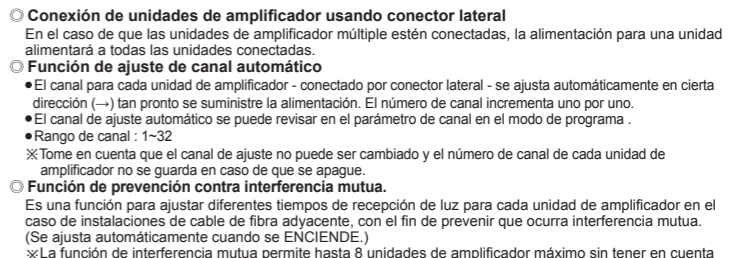 ◎ Conexión de unidades de amplificador usando conector lateral
En el caso de que las unidades de amplificador múltiple estén conectadas, la alimentación para una unidad
alimentará a todas las unidades conectadas.
◎ Función de ajuste de canal automático
●El canal para cada unidad de amplificador - conectado por conector lateral - se ajusta automáticamente en cierta
dirección (→) tan pronto se suministre la alimentación. El número de canal incrementa uno por uno.
●El canal de ajuste automático se puede revisar en el parámetro de canal en el modo de programa .
●Rango de canal : 1~32
※Tome en cuenta que el canal de ajuste no puede ser cambiado y el número de canal de cada unidad de
amplificador no se guarda en caso de que se apague.
◎ Función de prevención contra interferencia mutua.
Es una función para ajustar diferentes tiempos de recepción de luz para cada unidad de amplificador en el
caso de instalaciones de cable de fibra adyacente, con el fin de prevenir que ocurra interferencia mutua.
(Se ajusta automáticamente cuando se ENCIENDE.)
※La función de interferencia mutua permite hasta 8 unidades de amplificador máximo sin tener en cuenta